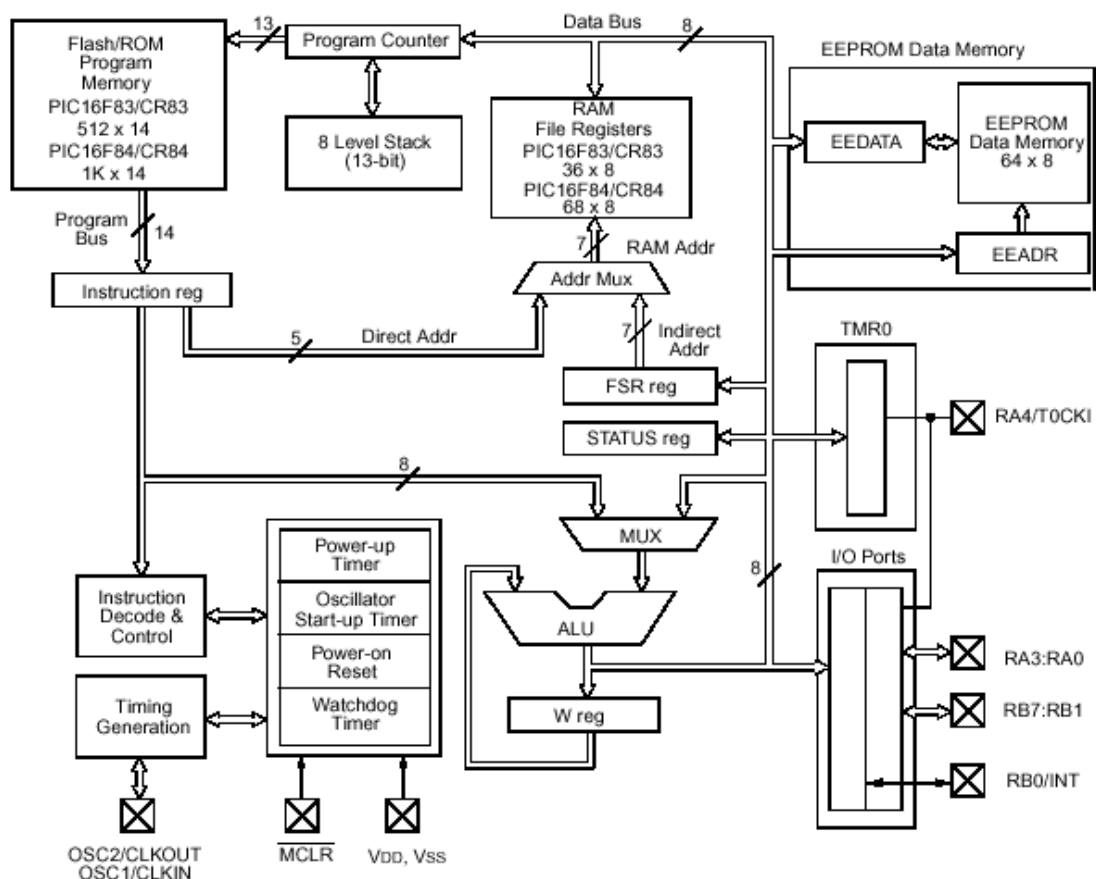 Flash/ROM
Program
Memory
PIC16F83/CR83
512 x 14
PIC16F84/CR84
1K x 14
13
Program Counter
Data Bus
8
8 Level Stack
(13-bit)
RAM
File Registers
PIC16F83/CR83
36 x 8
PIC16F84/CR84
68 x 8
EEPROM Data Memory
EEDATA
EEPROM
Data Memory
64 x 8
EEADR
Program
Bus
14
7
RAM Addr
Instruction reg
Addr Mux
5
Direct Addr
7
Indirect
Addr
FSR reg
STATUS reg
TMR0
RA4/T0CKI
8
MUX
8
I/O Ports
Power-up
Timer
Oscillator
Start-up Timer
Power-on
Reset
Watchdog
Timer
Instruction
Decode &
Control
Timing
Generation
ALU
W reg
RA3:RA0
RB7:RB1
RB0/INT
OSC2/CLKOUT
OSC1/CLKIN
MCLR
VDD, VSS